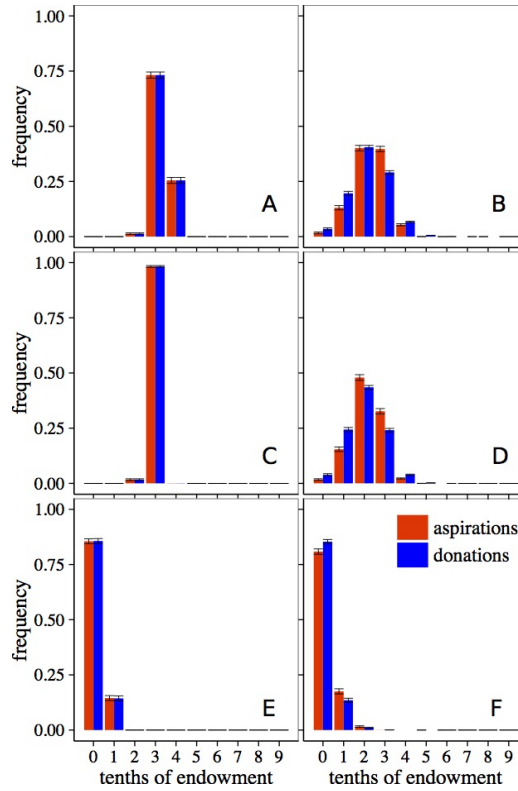 1.00
0.75
0.50
0.25
0.00
frequency
A
B
1.00
0.75
0.50
0.25
0.00
frequency
C
D
1.00
0.75
0.50
0.25
0.00
frequency
E
F
aspirations
donations
0 1 2 3 4 5 6 7 8 9
0 1 2 3 4 5 6 7 8 9
tenths of endowment
tenths of endowment